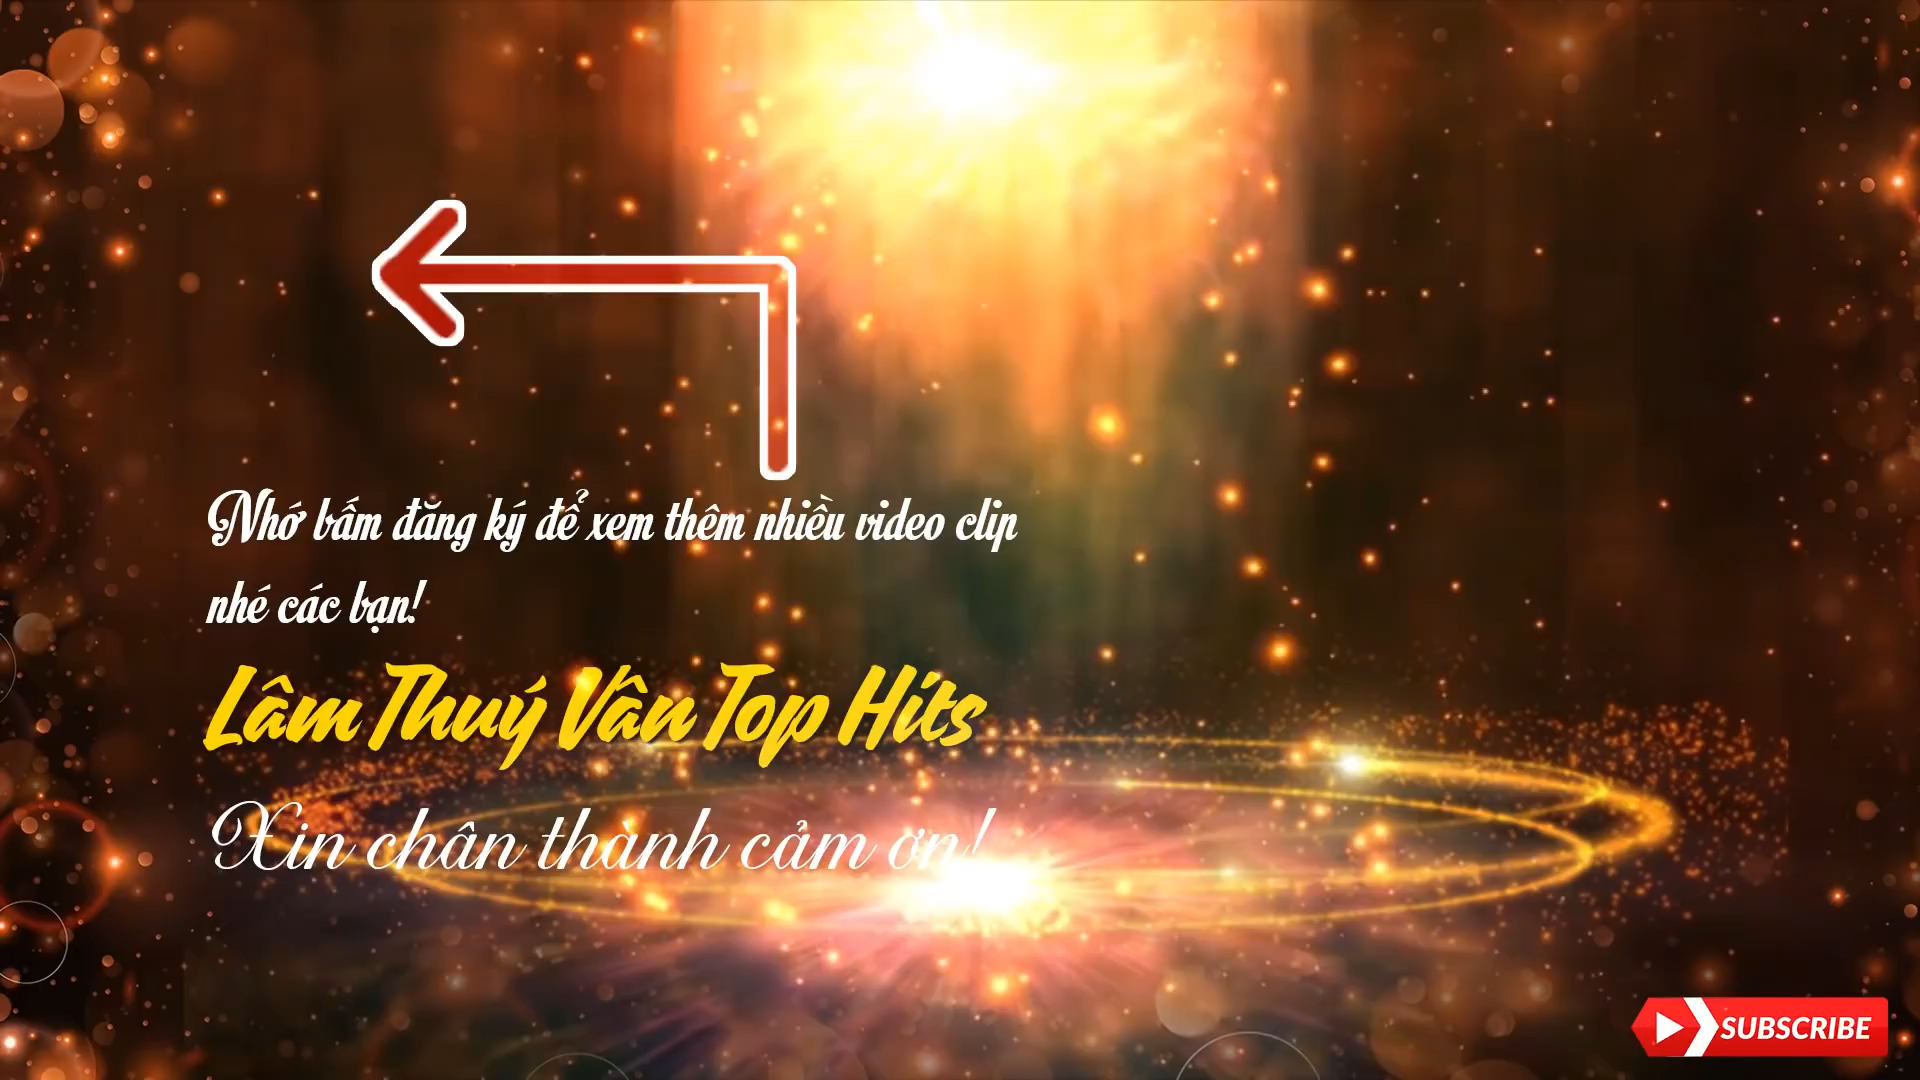 Nhớ bấm đăng ký để xem thêm nhiều video clip
nhé các bạn!
Lâm Thuý Vân Top Hits
Xin chân thành cảm ơn!
SUBSCRIBE